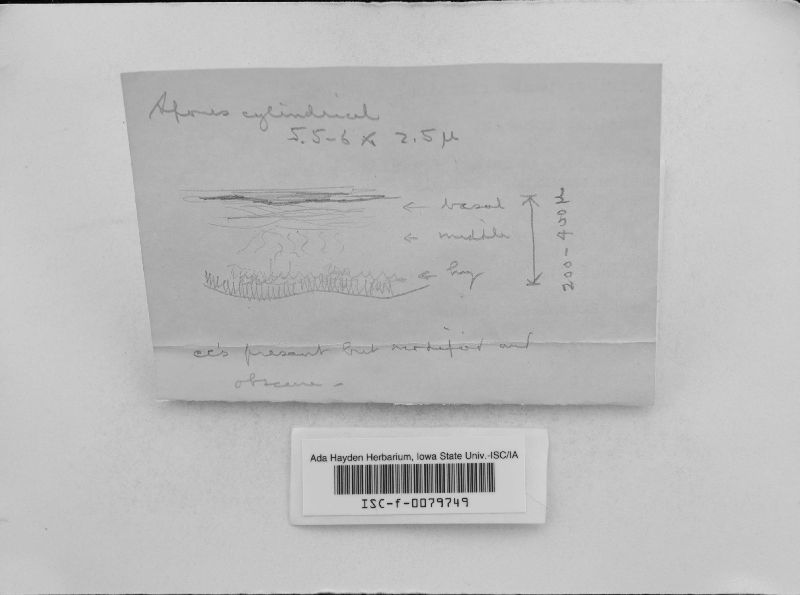 Spores cylindrical
5.5-6 x 2.5 µ
← basal
← middle
← hym
200-400 µ
cc's present but modified and
obscure -
Ada Hayden Herbarium, Iowa State Univ.-ISC/IA
ISC-f-0079749